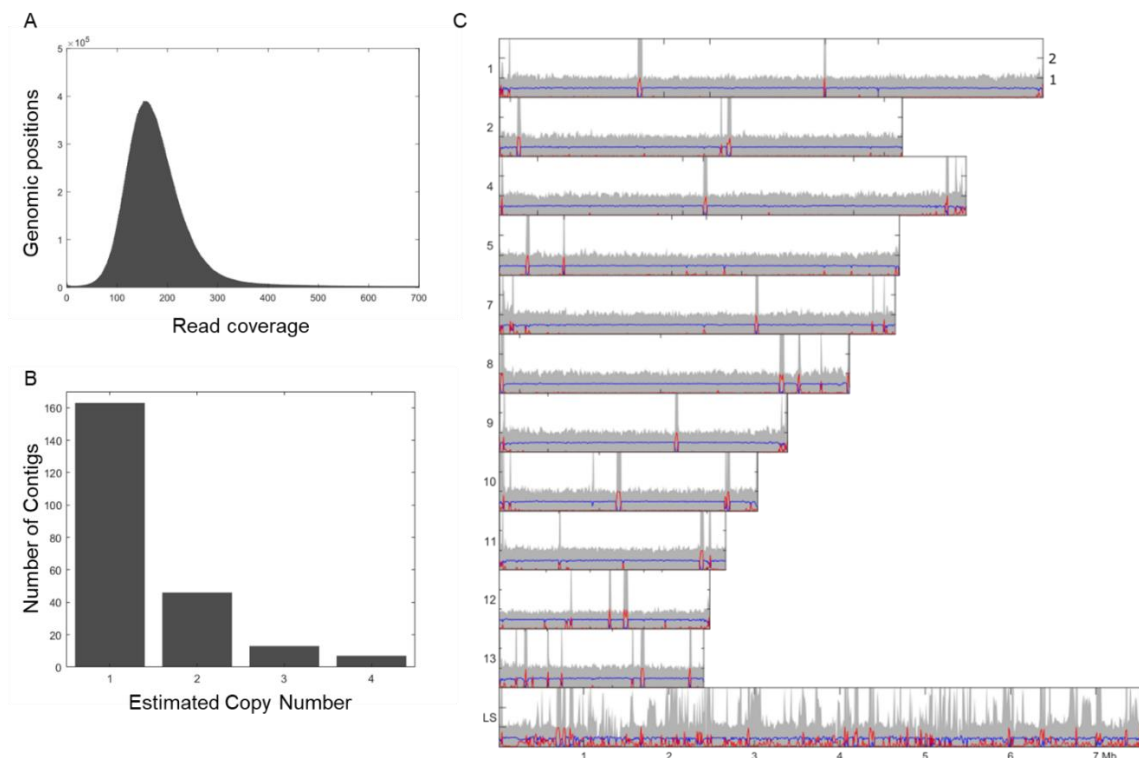 A
×10⁵
5
4
3
2
1
0
0 100 200 300 400 500 600 700
Genomic positions
Read coverage
B
160
140
120
100
80
60
40
20
0
1 2 3 4
Number of Contigs
Estimated Copy Number
C
1
2
1
2
4
5
7
8
9
10
11
12
13
LS
1 2 3 4 5 6 7 Mb